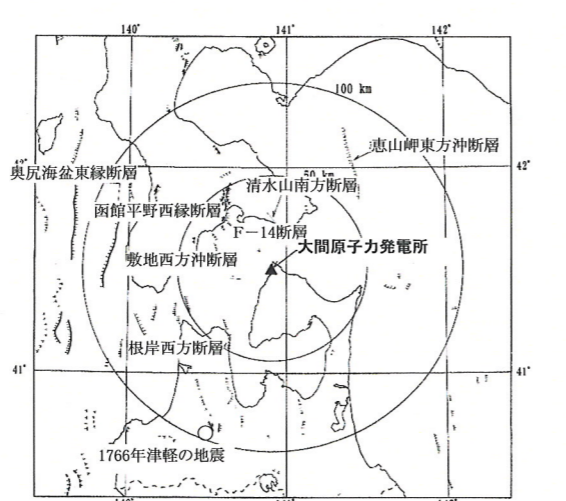 140° 141° 142°
100 km
恵山岬東方沖断層
42°
奥尻海盆東縁断層
50 km
清水山南方断層
函館平野西縁断層
F-14断層
大間原子力発電所
敷地西方沖断層
根岸西方断層
41° 41°
1766年津軽の地震